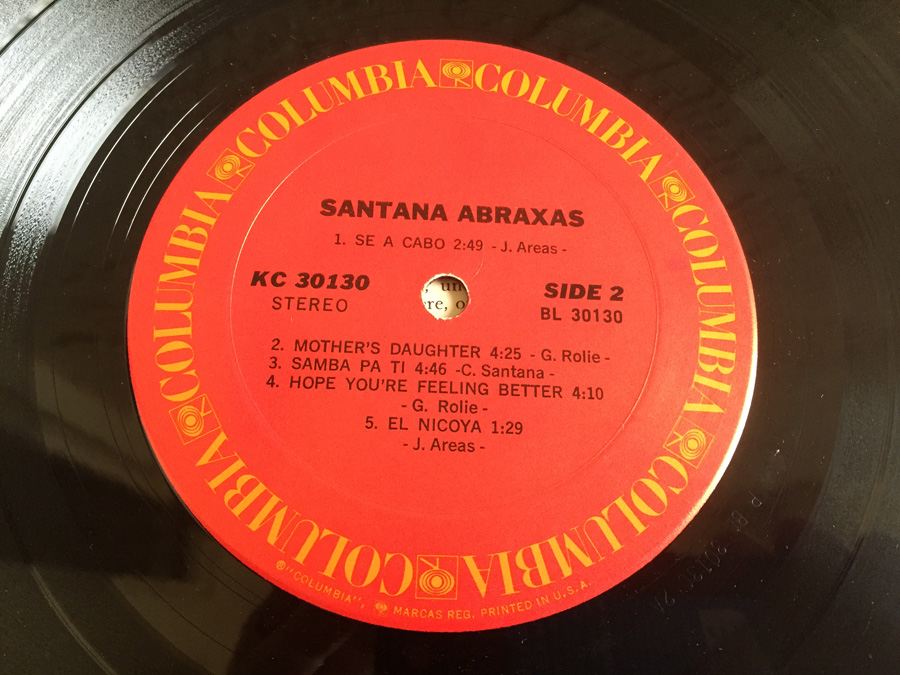 COLUMBIA COLUMBIA COLUMBIA COLUMBIA COLUMBIA COLUMBIA
SANTANA ABRAXAS
1. SE A CABO 2:49 - J. Areas -
KC 30130
STEREO
SIDE 2
BL 30130
2. MOTHER'S DAUGHTER 4:25 - G. Rolie -
3. SAMBA PA TI 4:46 -C. Santana -
4. HOPE YOU'RE FEELING BETTER 4:10
- G. Rolie -
5. EL NICOYA 1:29
- J. Areas -
® "COLUMBIA", MARCAS REG. PRINTED IN U.S.A.